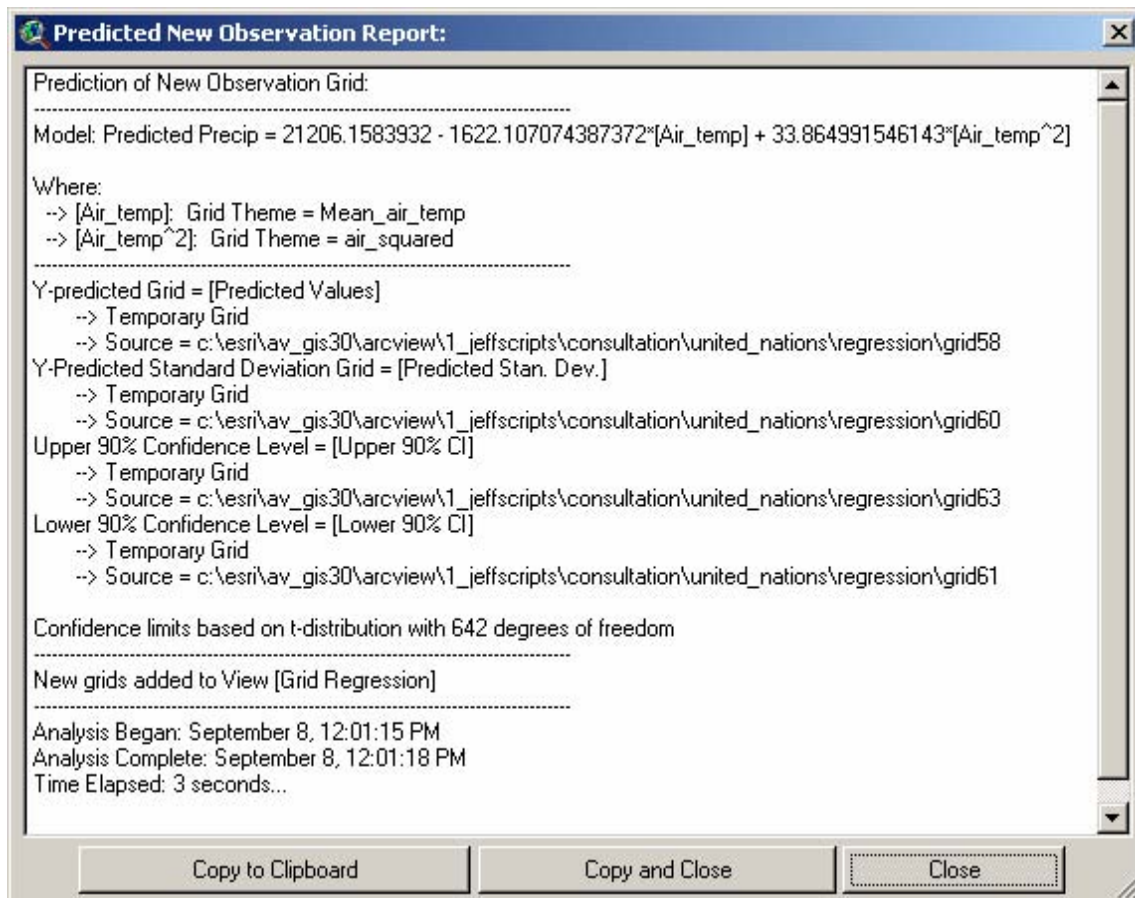 Predicted New Observation Report:
Prediction of New Observation Grid:
------------------------------------------------------------------------------------------
Model: Predicted Precip = 21206.1583932 - 1622.107074387372*[Air_temp] + 33.864991546143*[Air_temp^2]
Where:
--> [Air_temp]: Grid Theme = Mean_air_temp
--> [Air_temp^2]: Grid Theme = air_squared
------------------------------------------------------------------------------------------
Y-predicted Grid = [Predicted Values]
--> Temporary Grid
--> Source = c:\esri\av_gis30\arcview\1_jeffscripts\consultation\united_nations\regression\grid58
Y-Predicted Standard Deviation Grid = [Predicted Stan. Dev.]
--> Temporary Grid
--> Source = c:\esri\av_gis30\arcview\1_jeffscripts\consultation\united_nations\regression\grid60
Upper 90% Confidence Level = [Upper 90% CI]
--> Temporary Grid
--> Source = c:\esri\av_gis30\arcview\1_jeffscripts\consultation\united_nations\regression\grid63
Lower 90% Confidence Level = [Lower 90% CI]
--> Temporary Grid
--> Source = c:\esri\av_gis30\arcview\1_jeffscripts\consultation\united_nations\regression\grid61
Confidence limits based on t-distribution with 642 degrees of freedom
------------------------------------------------------------------------------------------
New grids added to View [Grid Regression]
------------------------------------------------------------------------------------------
Analysis Began: September 8, 12:01:15 PM
Analysis Complete: September 8, 12:01:18 PM
Time Elapsed: 3 seconds...
Copy to Clipboard
Copy and Close
Close